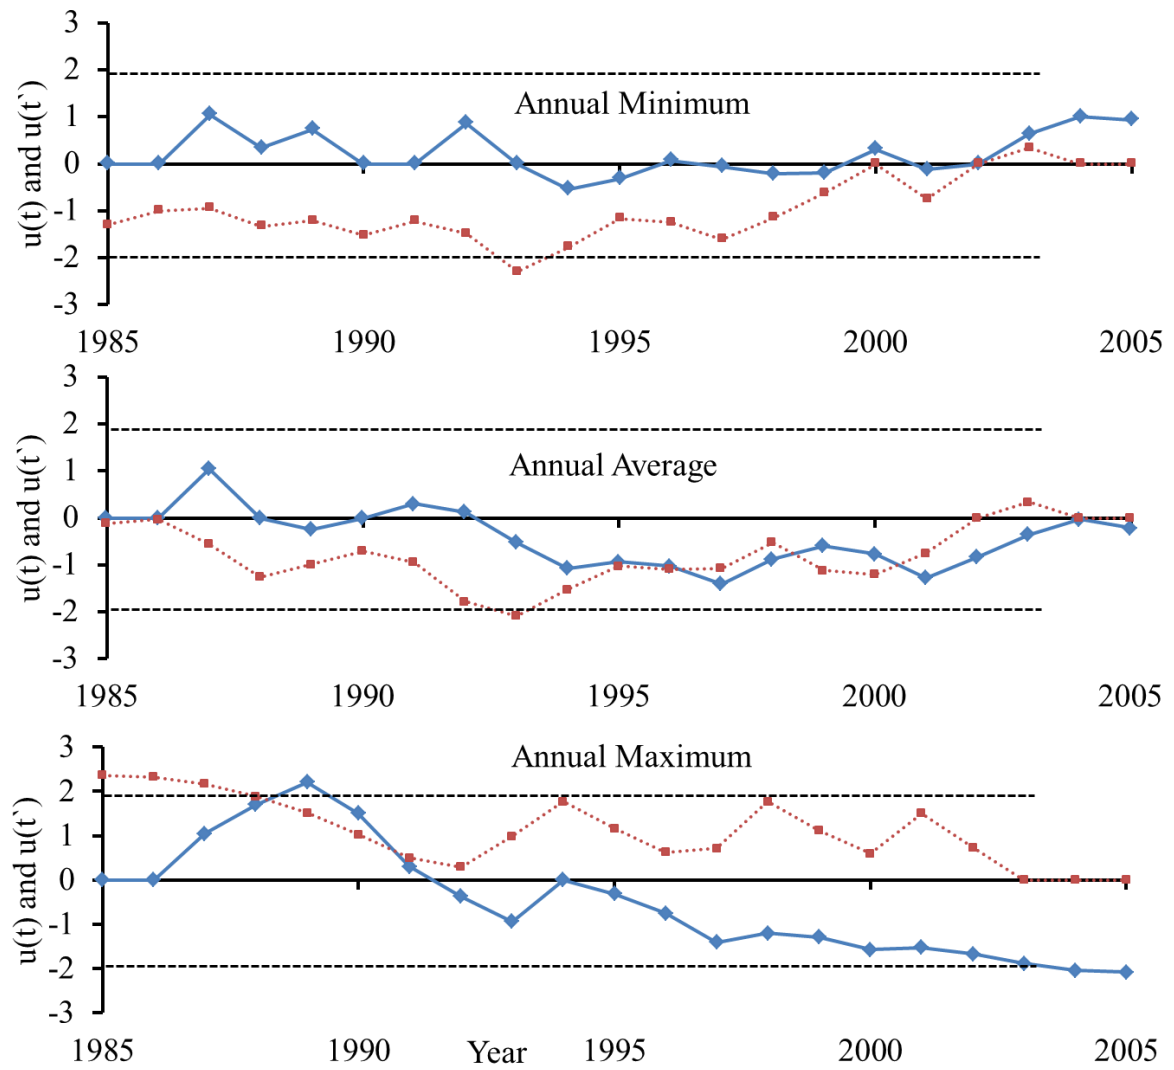 3
2
Annual Minimum
1
0
-1
-2
-3
u(t) and u(t`)
1985 1990 1995 2000 2005
3
2
Annual Average
1
0
-1
-2
-3
u(t) and u(t`)
1985 1990 1995 2000 2005
Annual Maximum
3
2
1
0
-1
-2
-3
u(t) and u(t`)
1985 1990 Year 1995 2000 2005